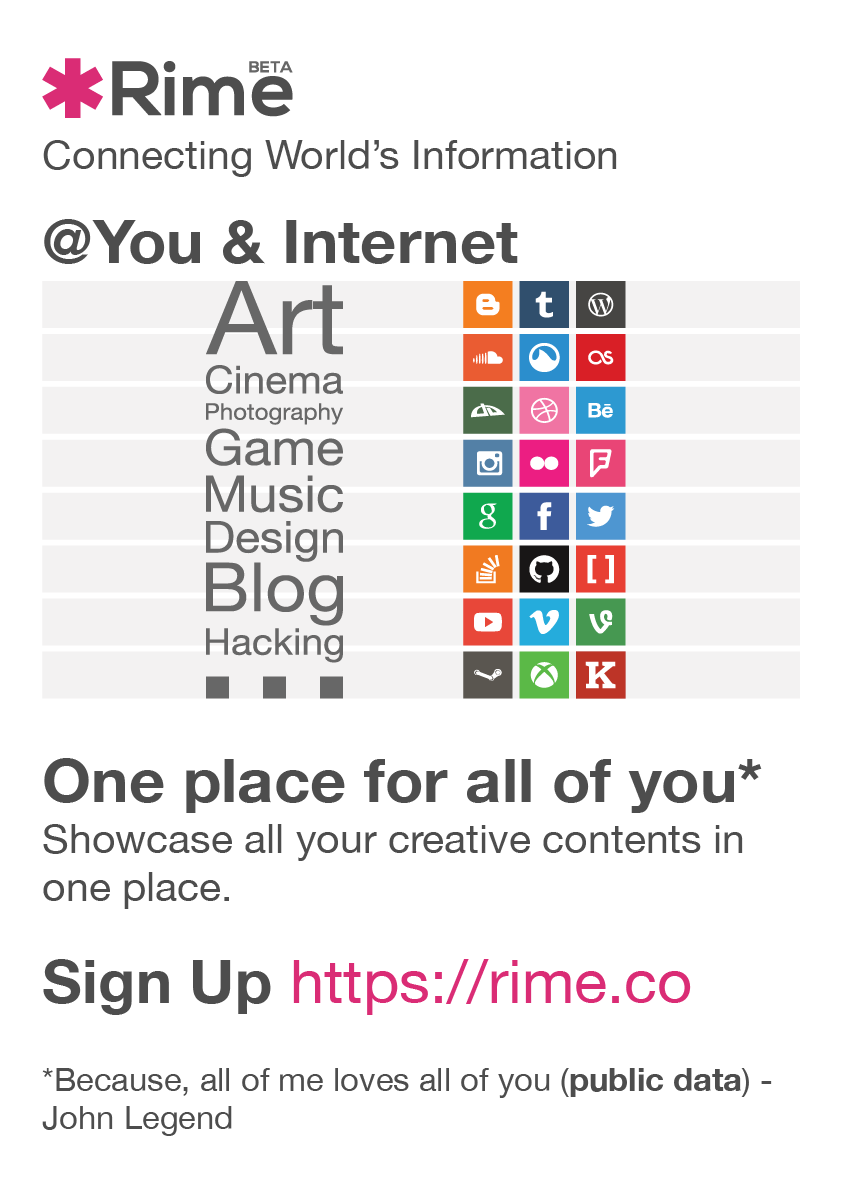 *Rime BETA
Connecting World's Information
@You & Internet
Art
Cinema
Photography
Game
Music
Design
Blog
Hacking
Bē
[ ]
K
One place for all of you*
Showcase all your creative contents in
one place.
Sign Up https://rime.co
*Because, all of me loves all of you (public data) -
John Legend